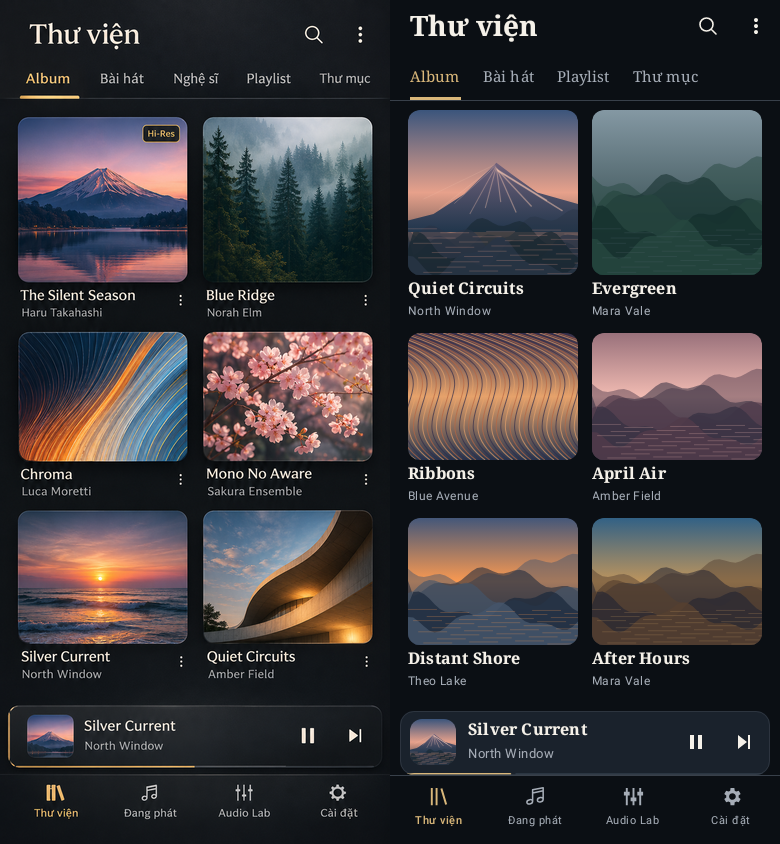 Thư viện
Album Bài hát Nghệ sĩ Playlist Thư mục
Hi-Res
The Silent Season
Haru Takahashi
Blue Ridge
Norah Elm
Chroma
Luca Moretti
Mono No Aware
Sakura Ensemble
Silver Current
North Window
Quiet Circuits
Amber Field
Silver Current
North Window
Thư viện Đang phát Audio Lab Cài đặt
Thư viện
Album Bài hát Playlist Thư mục
Quiet Circuits
North Window
Evergreen
Mara Vale
Ribbons
Blue Avenue
April Air
Amber Field
Distant Shore
Theo Lake
After Hours
Mara Vale
Silver Current
North Window
Thư viện Đang phát Audio Lab Cài đặt